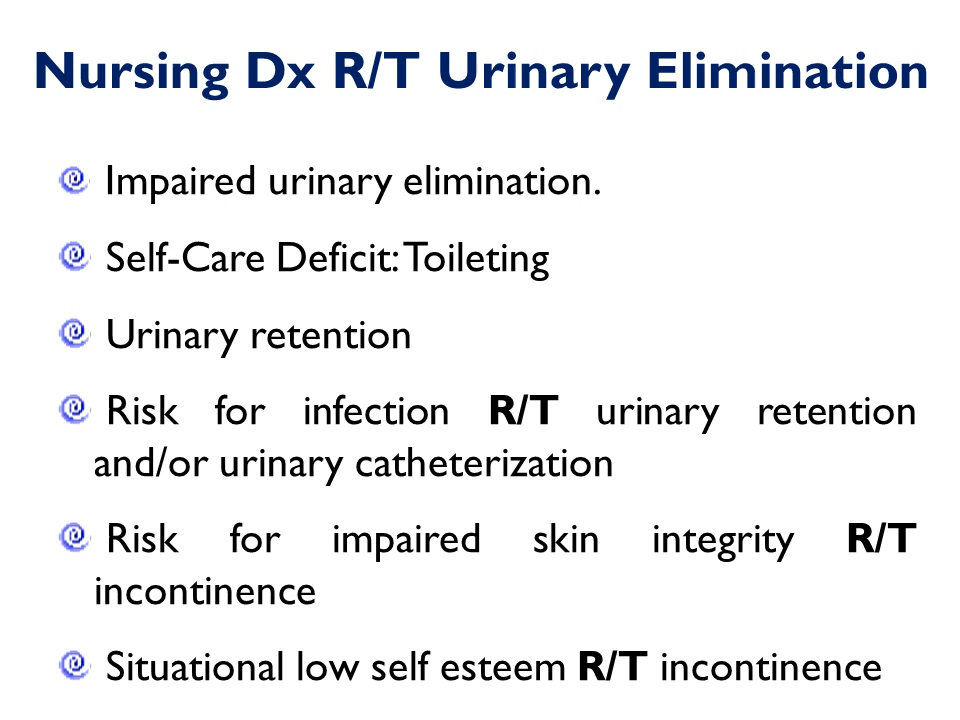 Nursing Dx R/T Urinary Elimination
Impaired urinary elimination.
Self-Care Deficit: Toileting
Urinary retention
Risk for infection R/T urinary retention
and/or urinary catheterization
Risk for impaired skin integrity R/T
incontinence
Situational low self esteem R/T incontinence